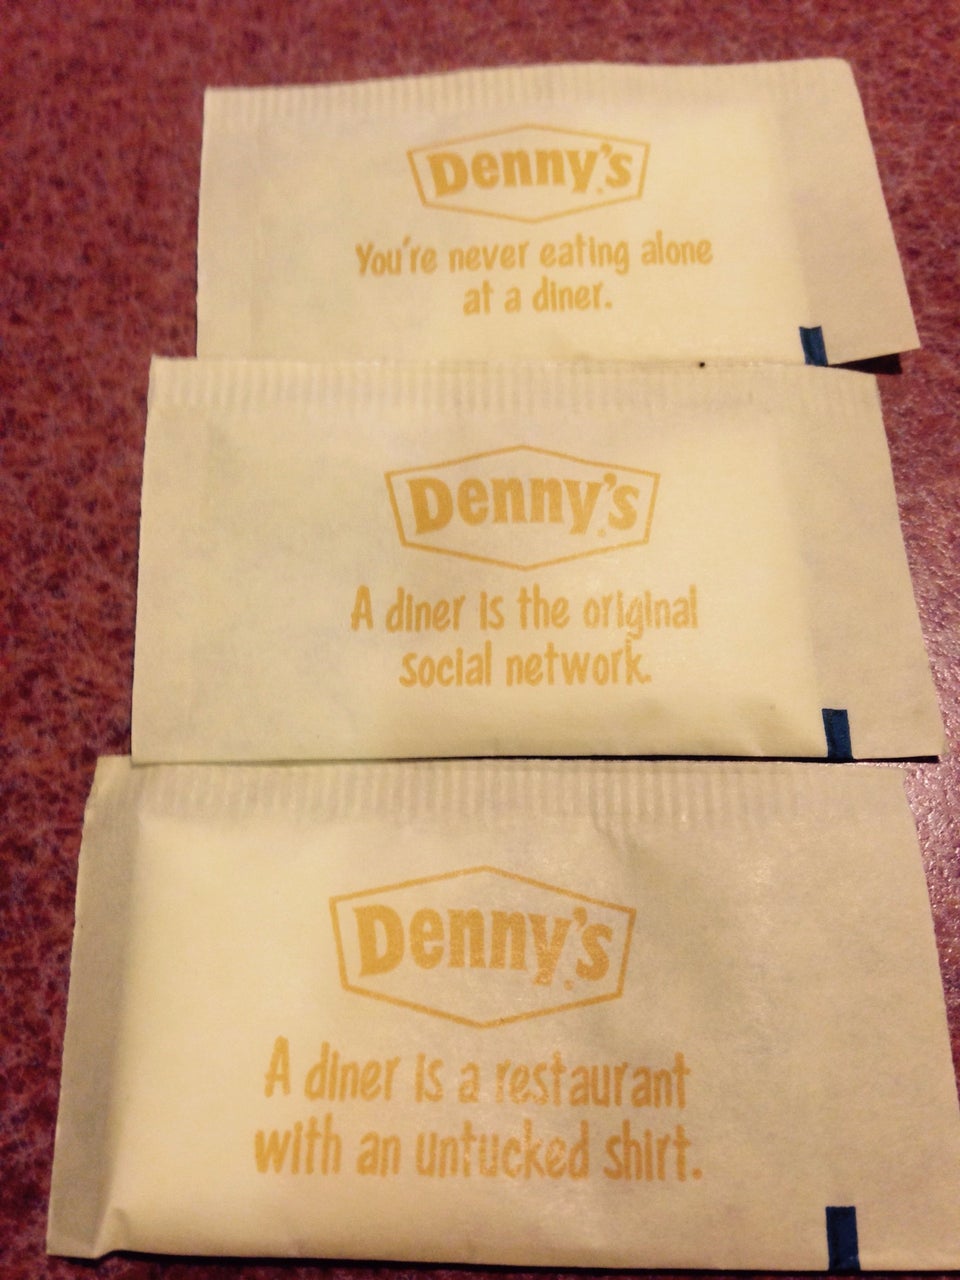 Denny's
You're never eating alone
at a diner.
Denny's
A diner is the original
social network.
Denny's
A diner is a restaurant
with an untucked shirt.